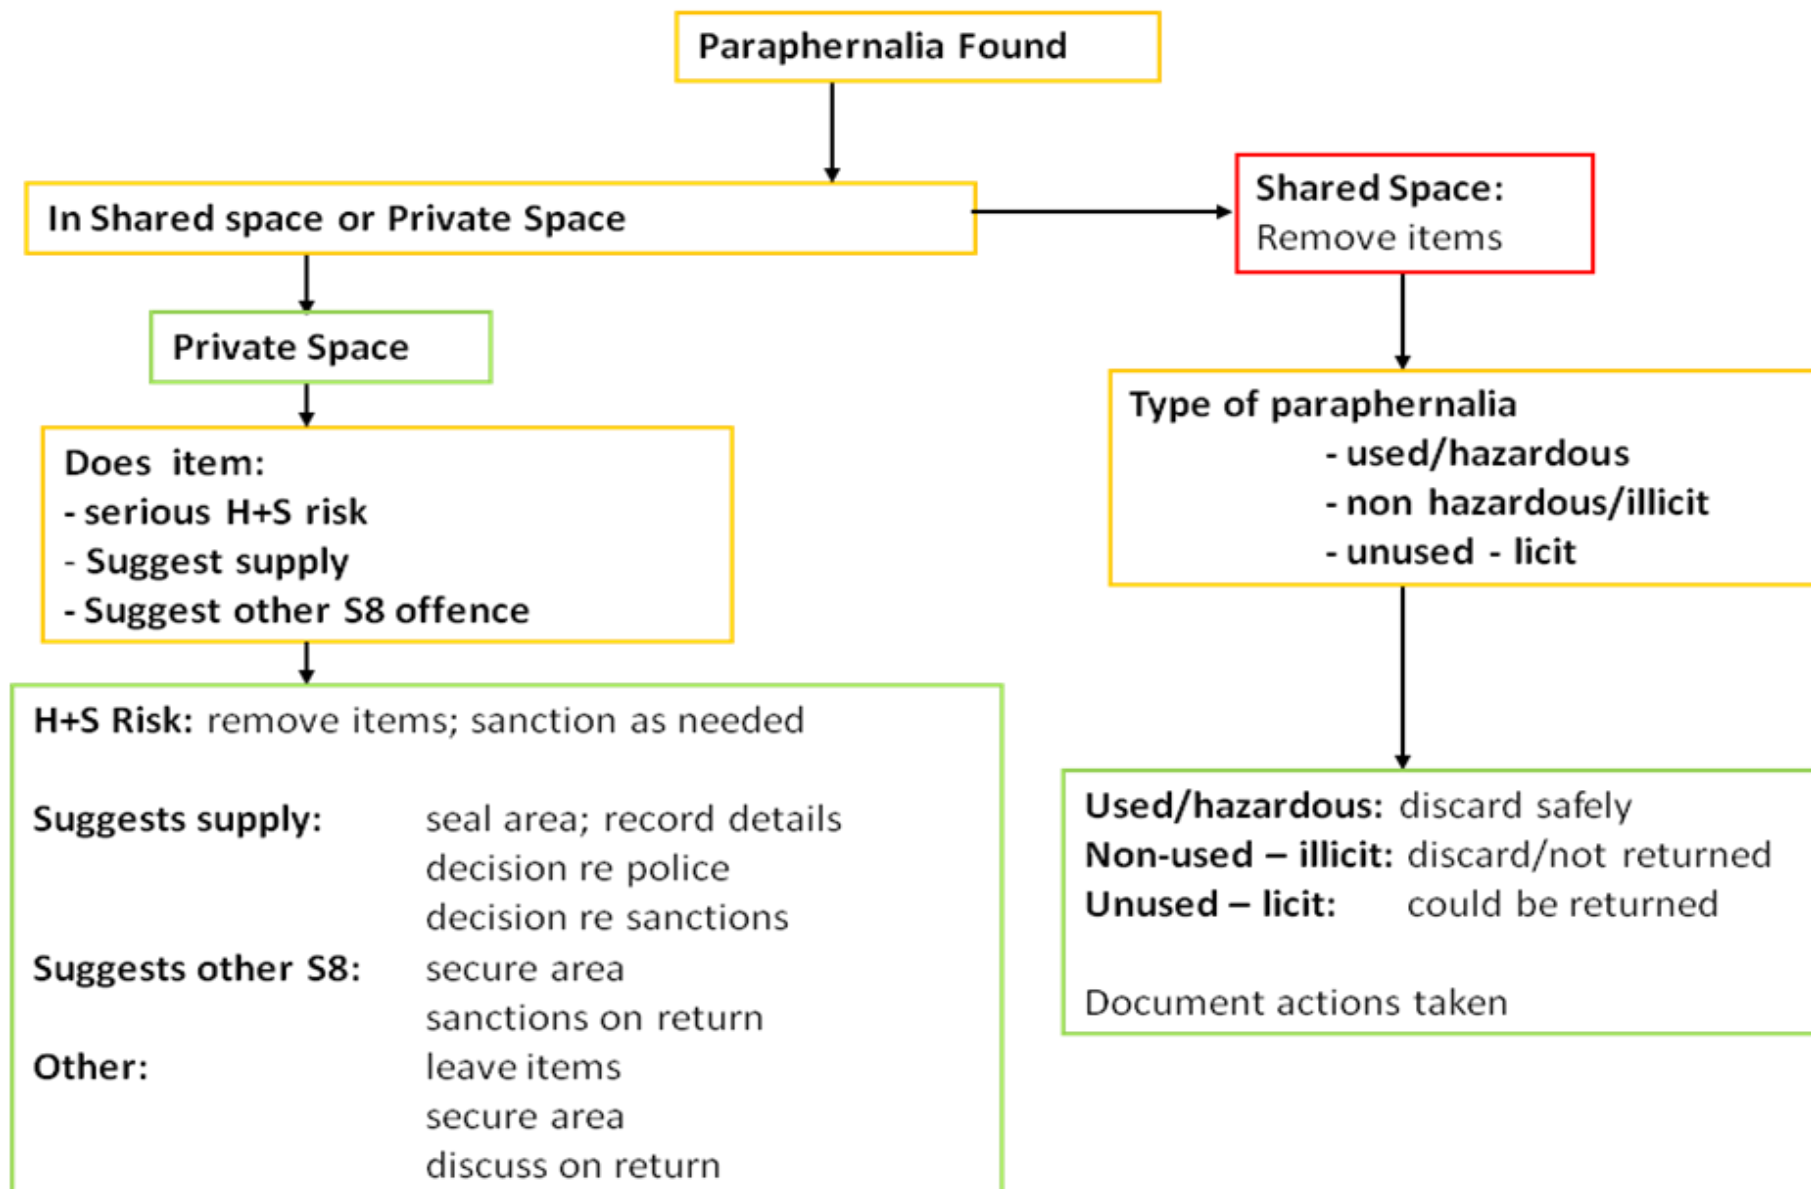 Paraphernalia Found
In Shared space or Private Space
Shared Space:
Remove items
Private Space
Does item:
- serious H+S risk
- Suggest supply
- Suggest other S8 offence
Type of paraphernalia
- used/hazardous
- non hazardous/illicit
- unused - licit
H+S Risk: remove items; sanction as needed
Suggests supply: seal area; record details
decision re police
decision re sanctions
Suggests other S8: secure area
sanctions on return
Other: leave items
secure area
discuss on return
Used/hazardous: discard safely
Non-used – illicit: discard/not returned
Unused – licit: could be returned
Document actions taken